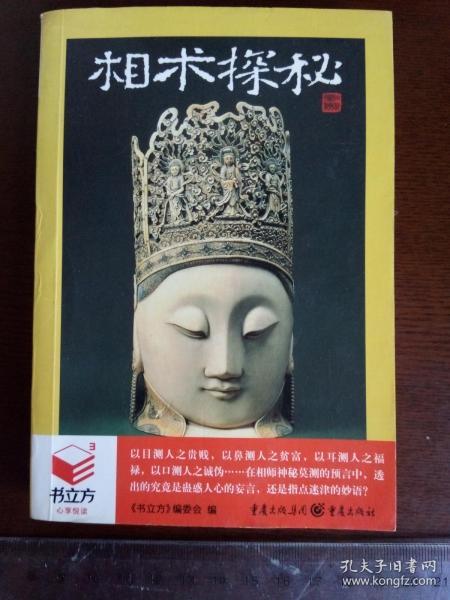 相术探秘
以目测人之贵贱、以鼻测人之贫富、以耳测人之福
禄，以口测人之诚伪……在相师神秘莫测的预言中，透
出的究竟是蛊惑人心的妄言，还是指点迷津的妙语？
3
书立方
心享悦读
《书立方》编委会 编
重庆出版集团
重庆出版社
孔夫子旧书网
www.kongfz.com